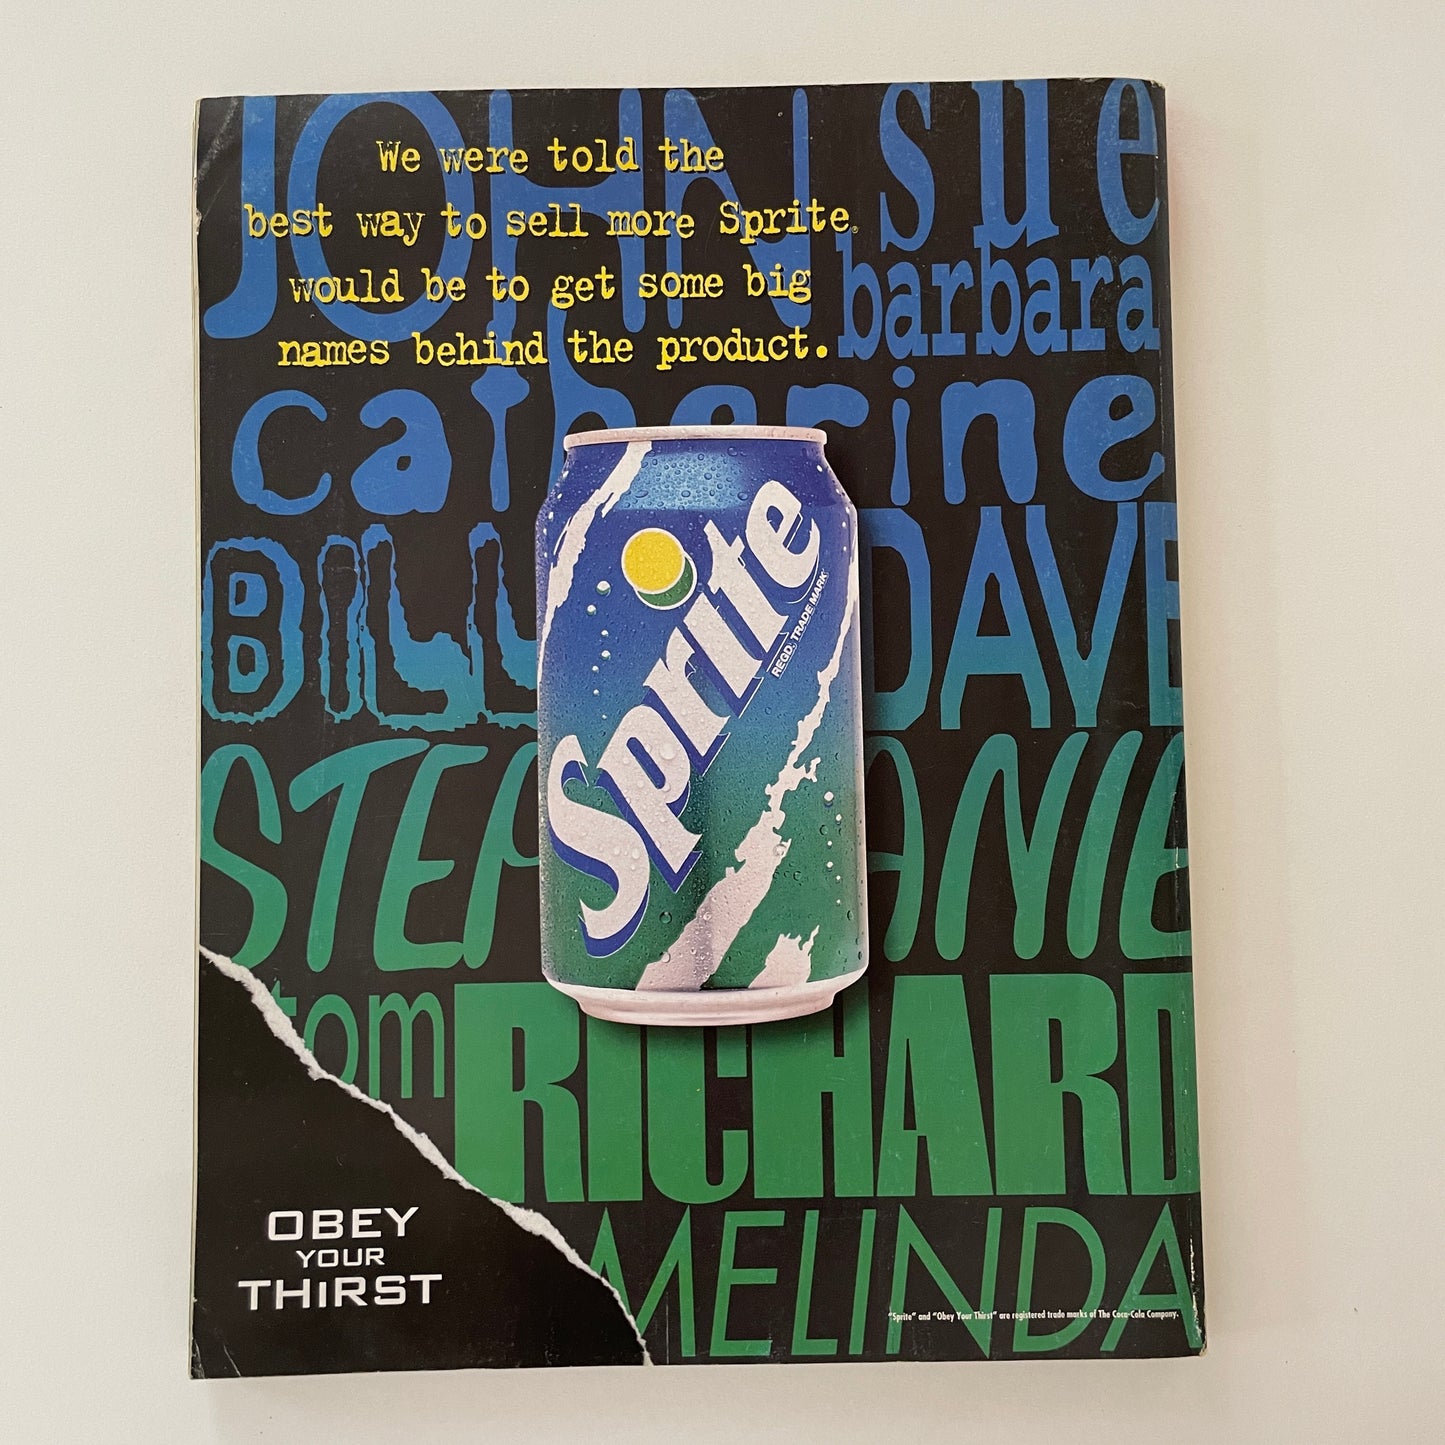 JOHN sue
We were told the
best way to sell more Sprite®
would be to get some big
names behind the product.
barbara
catherine
BILLY DAVE
Sprite
REGD. TRADE MARK
STEPHANIE
tom RICHARD
MELINDA
OBEY
YOUR
THiRST
"Sprite" and "Obey Your Thirst" are registered trade marks of The Coca-Cola Company.